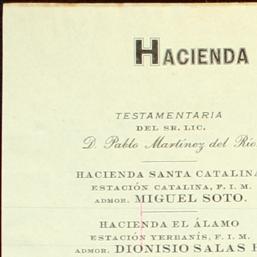 HACIENDA
TESTAMENTARIA
DEL SR. LIC.
D. Pablo Martínez del Río
HACIENDA SANTA CATALINA
ESTACIÓN CATALINA, F. I. M.
ADMOR. MIGUEL SOTO.
HACIENDA EL ÁLAMO
ESTACIÓN YERBANÍS, F. I. M.
ADMOR. DIONISIO SALAS